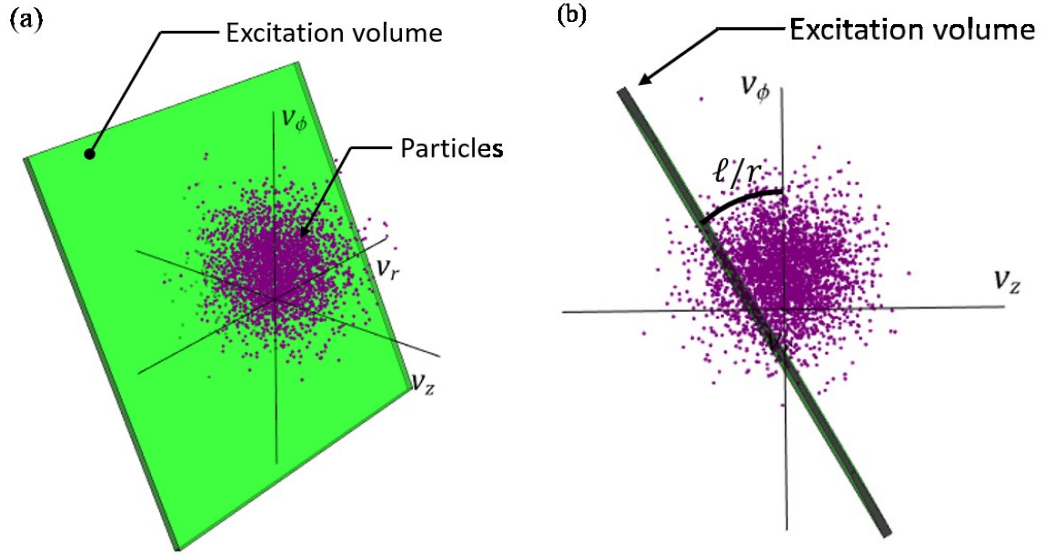 (a)
Excitation volume
v_ϕ
Particles
v_r
v_z
(b)
Excitation volume
v_ϕ
ℓ/r
v_z